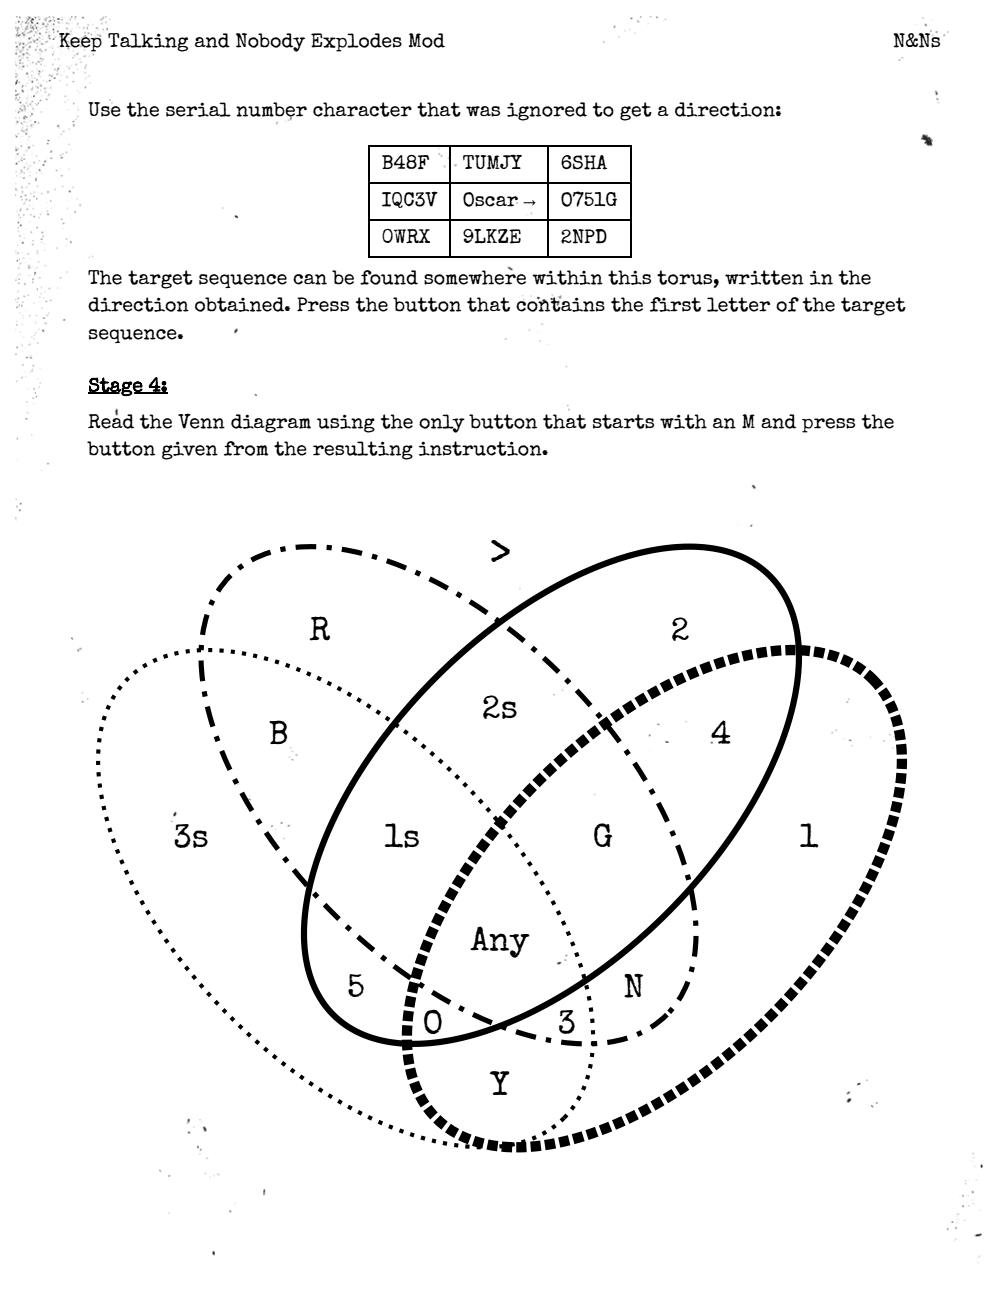 Keep Talking and Nobody Explodes Mod N&Ns
Use the serial number character that was ignored to get a direction:
B48F TUMJY 6SHA
IQC3V Oscar→ 0751G
OWRX 9LKZE 2NPD
The target sequence can be found somewhere within this torus, written in the
direction obtained. Press the button that contains the first letter of the target
sequence.
Stage 4:
Read the Venn diagram using the only button that starts with an M and press the
button given from the resulting instruction.
>
R 2
2s
B 4
3s 1s G 1
Any
5 N
0 3
Y